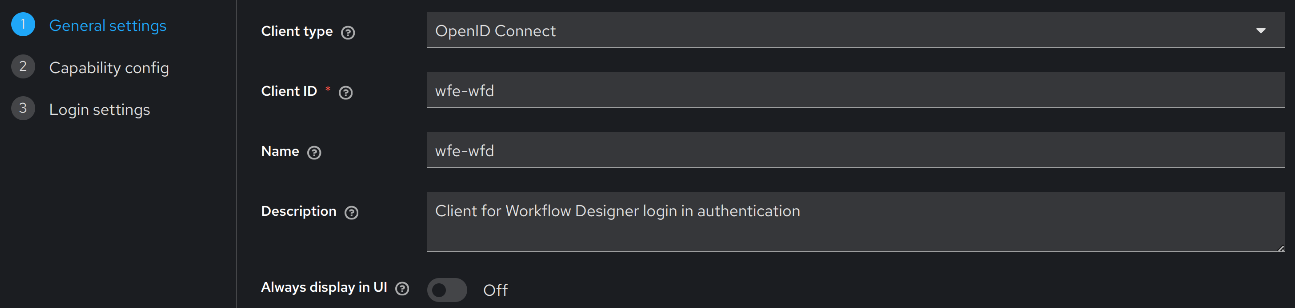 1 General settings
2 Capability config
3 Login settings
Client type ?
OpenID Connect
Client ID * ?
wfe-wfd
Name ?
wfe-wfd
Description ?
Client for Workflow Designer login in authentication
Always display in UI ?
Off